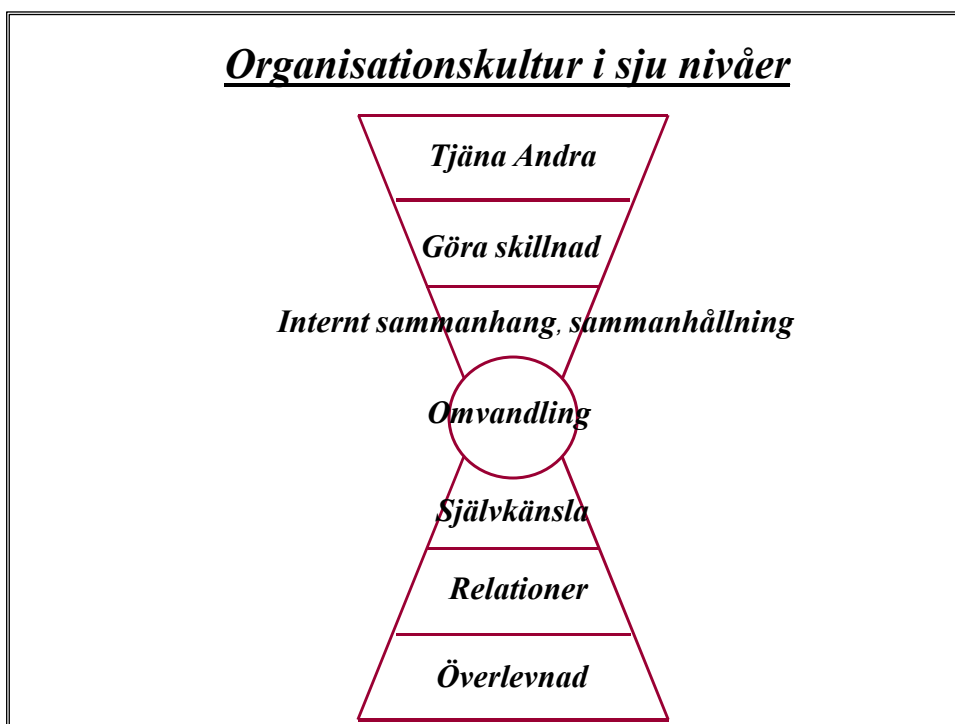 Organisationskultur i sju nivåer
Tjäna Andra
Göra skillnad
Internt sammanhang, sammanhållning
Omvandling
Självkänsla
Relationer
Överlevnad